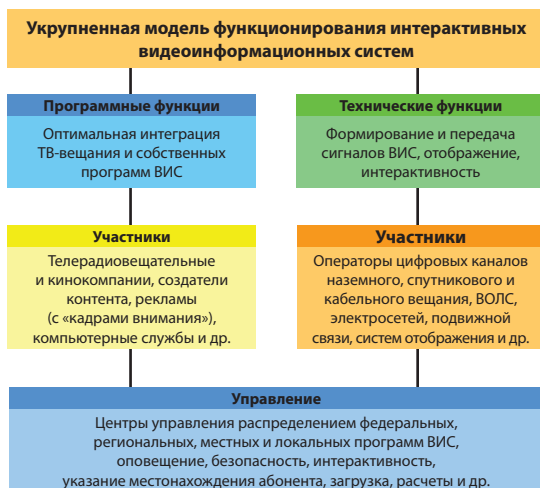 Укрупненная модель функционирования интерактивных
видеоинформационных систем
Программные функции
Оптимальная интеграция
ТВ-вещания и собственных
программ ВИС
Технические функции
Формирование и передача
сигналов ВИС, отображение,
интерактивность
Участники
Телерадиовещательные
и кинокомпании, создатели
контента, рекламы
(с «кадрами внимания»),
компьютерные службы и др.
Участники
Операторы цифровых каналов
наземного, спутникового и
кабельного вещания, ВОЛС,
электросетей, подвижной
связи, систем отображения и др.
Управление
Центры управления распределением федеральных,
региональных, местных и локальных программ ВИС,
оповещение, безопасность, интерактивность,
указание местонахождения абонента, загрузка, расчеты и др.